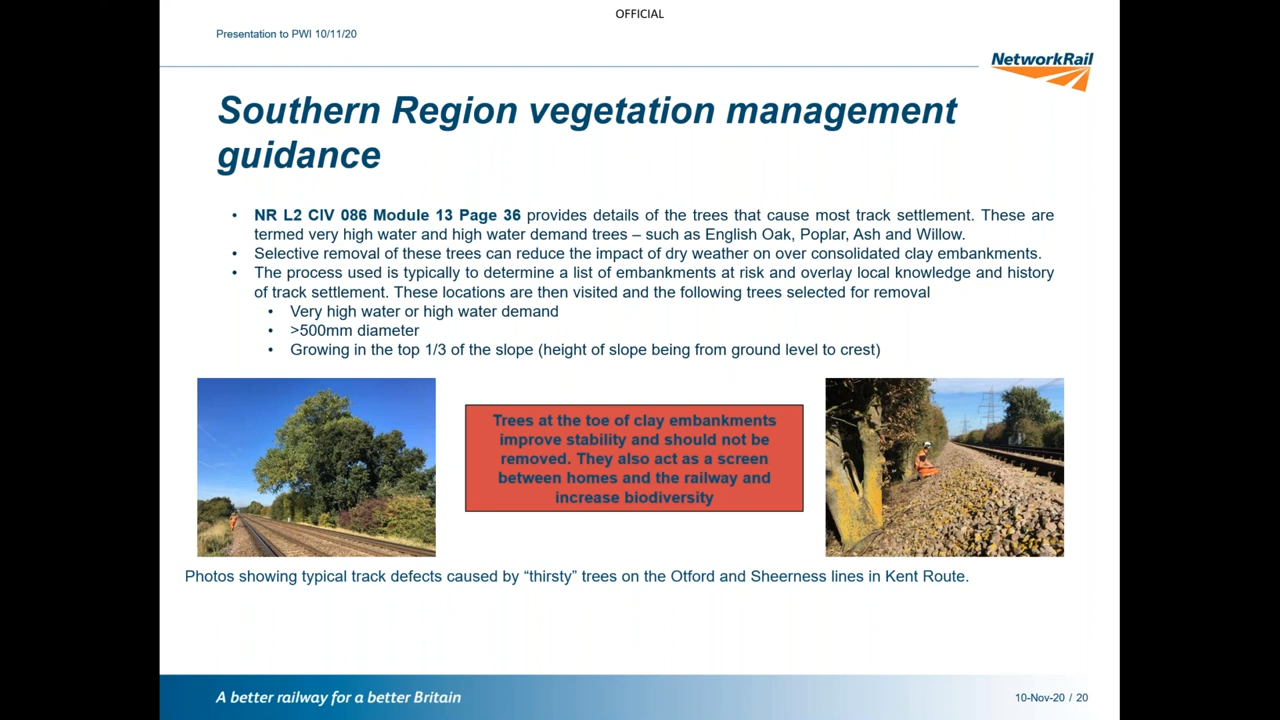 OFFICIAL
Presentation to PWI 10/11/20
NetworkRail
Southern Region vegetation management
guidance
• NR L2 CIV 086 Module 13 Page 36 provides details of the trees that cause most track settlement. These are
termed very high water and high water demand trees – such as English Oak, Poplar, Ash and Willow.
• Selective removal of these trees can reduce the impact of dry weather on over consolidated clay embankments.
• The process used is typically to determine a list of embankments at risk and overlay local knowledge and history
of track settlement. These locations are then visited and the following trees selected for removal
• Very high water or high water demand
• >500mm diameter
• Growing in the top 1/3 of the slope (height of slope being from ground level to crest)
Trees at the toe of clay embankments
improve stability and should not be
removed. They also act as a screen
between homes and the railway and
increase biodiversity
Photos showing typical track defects caused by “thirsty” trees on the Otford and Sheerness lines in Kent Route.
A better railway for a better Britain
10-Nov-20 / 20